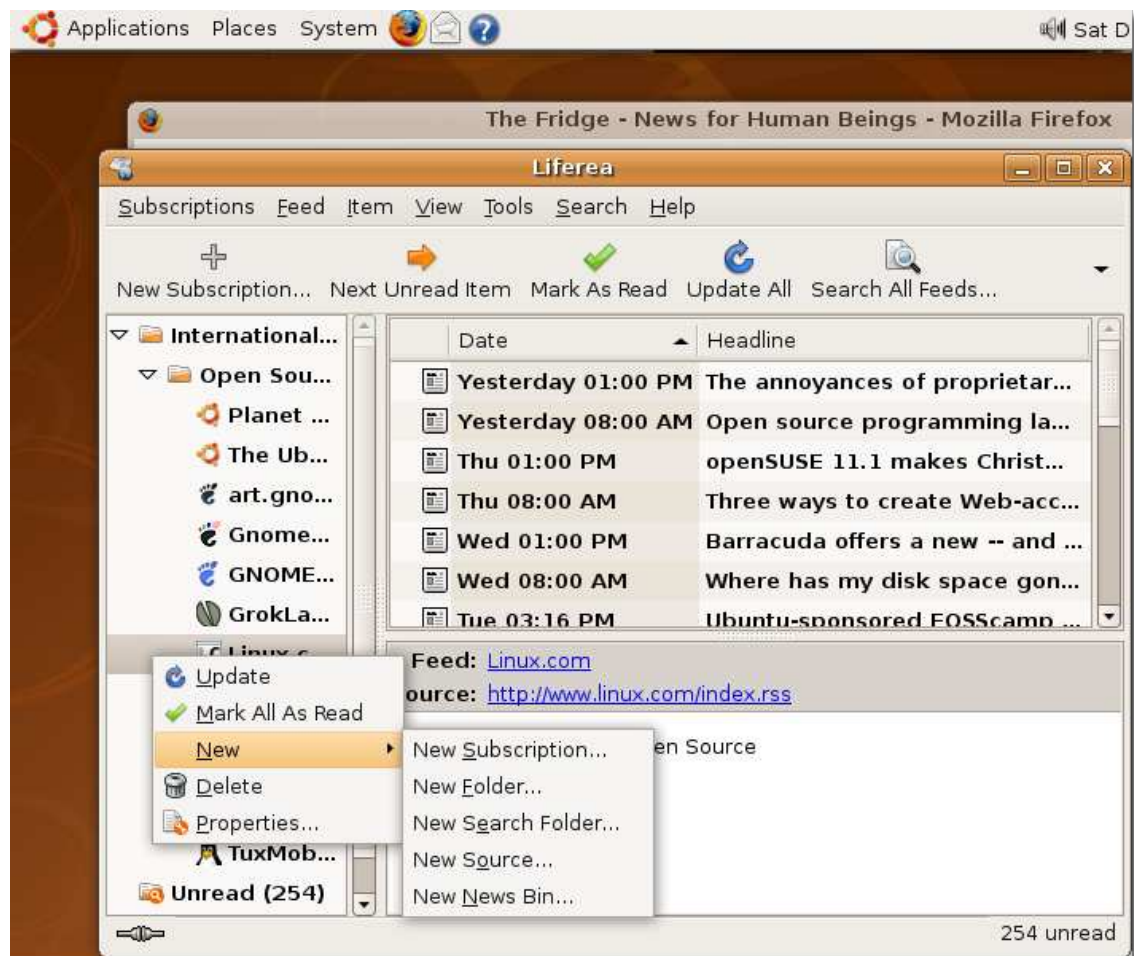 Applications Places System Sat D
The Fridge - News for Human Beings - Mozilla Firefox
Liferea
Subscriptions Feed Item View Tools Search Help
New Subscription... Next Unread Item Mark As Read Update All Search All Feeds...
International...
Open Sou...
Planet ...
The Ub...
art.gno...
Gnome...
GNOME...
GrokLa...
Linux.c
Date Headline
Yesterday 01:00 PM The annoyances of proprietar...
Yesterday 08:00 AM Open source programming la...
Thu 01:00 PM openSUSE 11.1 makes Christ...
Thu 08:00 AM Three ways to create Web-acc...
Wed 01:00 PM Barracuda offers a new -- and ...
Wed 08:00 AM Where has my disk space gon...
Tue 03:16 PM Ubuntu-sponsored FOSScamp ...
Feed: Linux.com
ource: http://www.linux.com/index.rss
en Source
Update
Mark All As Read
New
Delete
Properties...
New Subscription...
New Folder...
New Search Folder...
New Source...
New News Bin...
TuxMob...
Unread (254)
254 unread